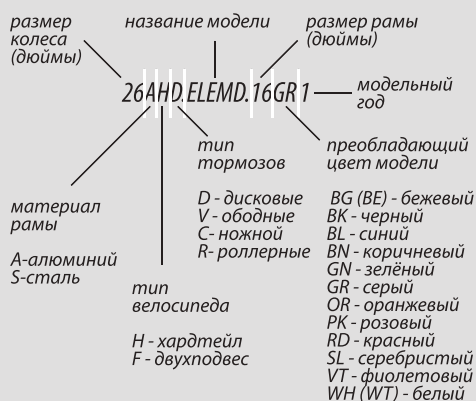 размер
колеса
(дюймы)
название модели
размер рамы
(дюймы)
26AHD.ELEMD.16GR1
модельный
год
материал
рамы
A-алюминий
S-сталь
тип
велосипеда
H - хардтейл
F - двухподвес
тип
тормозов
D - дисковые
V - ободные
C- ножной
R- роллерные
преобладающий
цвет модели
BG (BE) - бежевый
BK - черный
BL - синий
BN - коричневый
GN - зелёный
GR - серый
OR - оранжевый
PK - розовый
RD - красный
SL - серебристый
VT - фиолетовый
WH (WT) - белый